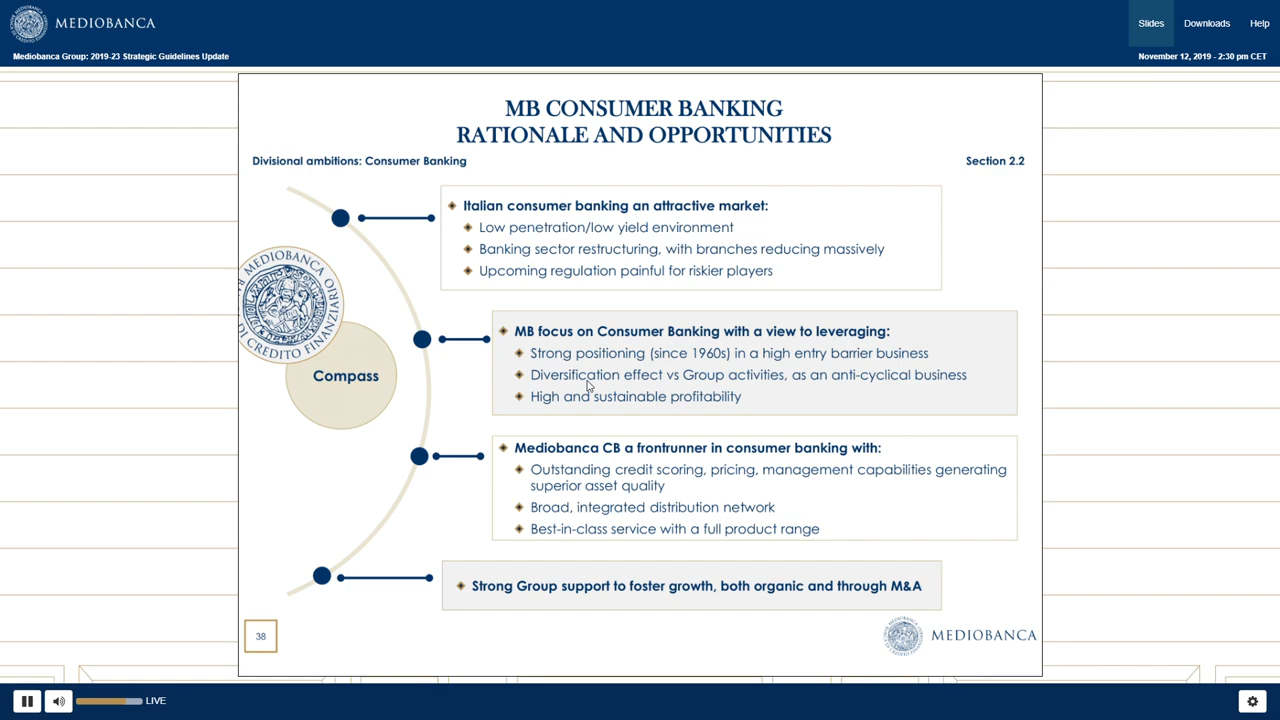 MEDIOBANCA
Slides
Downloads
Help
Mediobanca Group: 2019-23 Strategic Guidelines Update
November 12, 2019 - 2:30 pm CET
MB CONSUMER BANKING
RATIONALE AND OPPORTUNITIES
Divisional ambitions: Consumer Banking
Section 2.2
Italian consumer banking an attractive market:
Low penetration/low yield environment
Banking sector restructuring, with branches reducing massively
Upcoming regulation painful for riskier players
MEDIOBANCA
DI CREDITO FINANZIARIO
Compass
MB focus on Consumer Banking with a view to leveraging:
Strong positioning (since 1960s) in a high entry barrier business
Diversification effect vs Group activities, as an anti-cyclical business
High and sustainable profitability
Mediobanca CB a frontrunner in consumer banking with:
Outstanding credit scoring, pricing, management capabilities generating
superior asset quality
Broad, integrated distribution network
Best-in-class service with a full product range
Strong Group support to foster growth, both organic and through M&A
38
MEDIOBANCA
LIVE